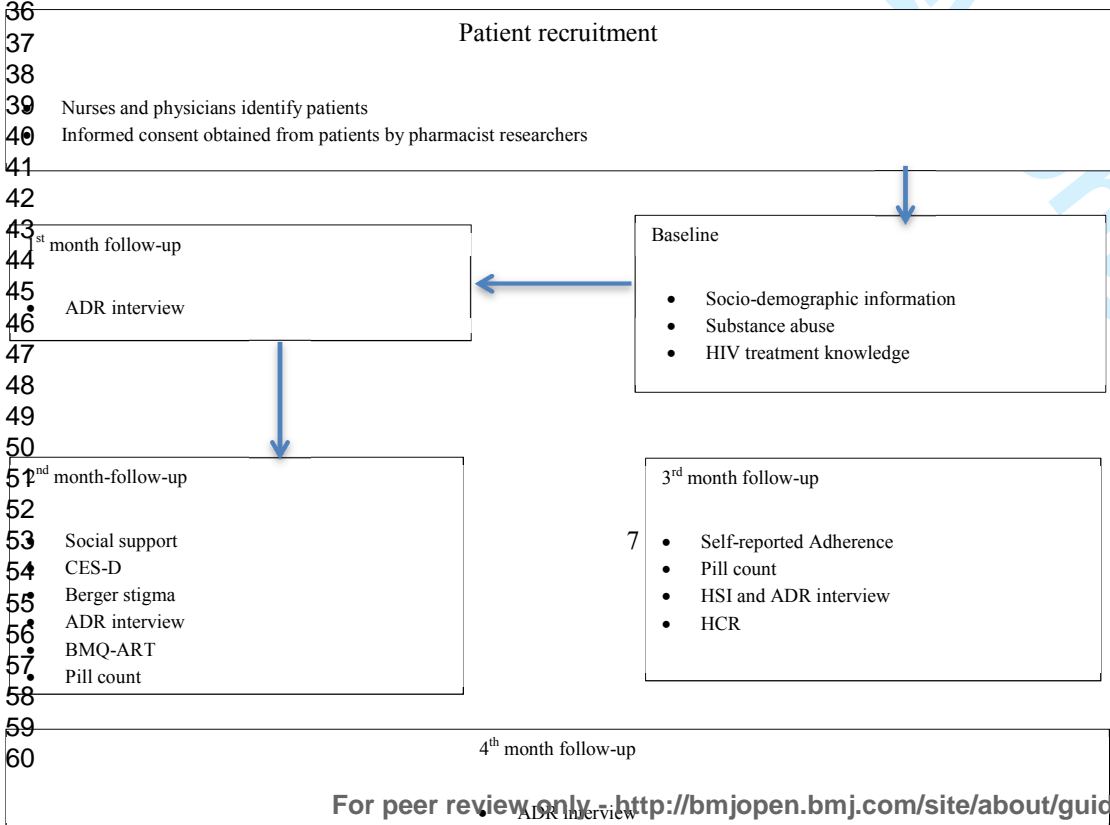 36
37
38
39
40
41
42
43
44
45
46
47
48
49
50
51
52
53
54
55
56
57
58
59
60
Patient recruitment
• Nurses and physicians identify patients
• Informed consent obtained from patients by pharmacist researchers
Baseline
• Socio-demographic information
• Substance abuse
• HIV treatment knowledge
1st month follow-up
• ADR interview
2nd month-follow-up
• Social support
• CES-D
• Berger stigma
• ADR interview
• BMQ-ART
• Pill count
7
3rd month follow-up
• Self-reported Adherence
• Pill count
• HSI and ADR interview
• HCR
4th month follow-up
• ADR interview
For peer review only - http://bmjopen.bmj.com/site/about/guid